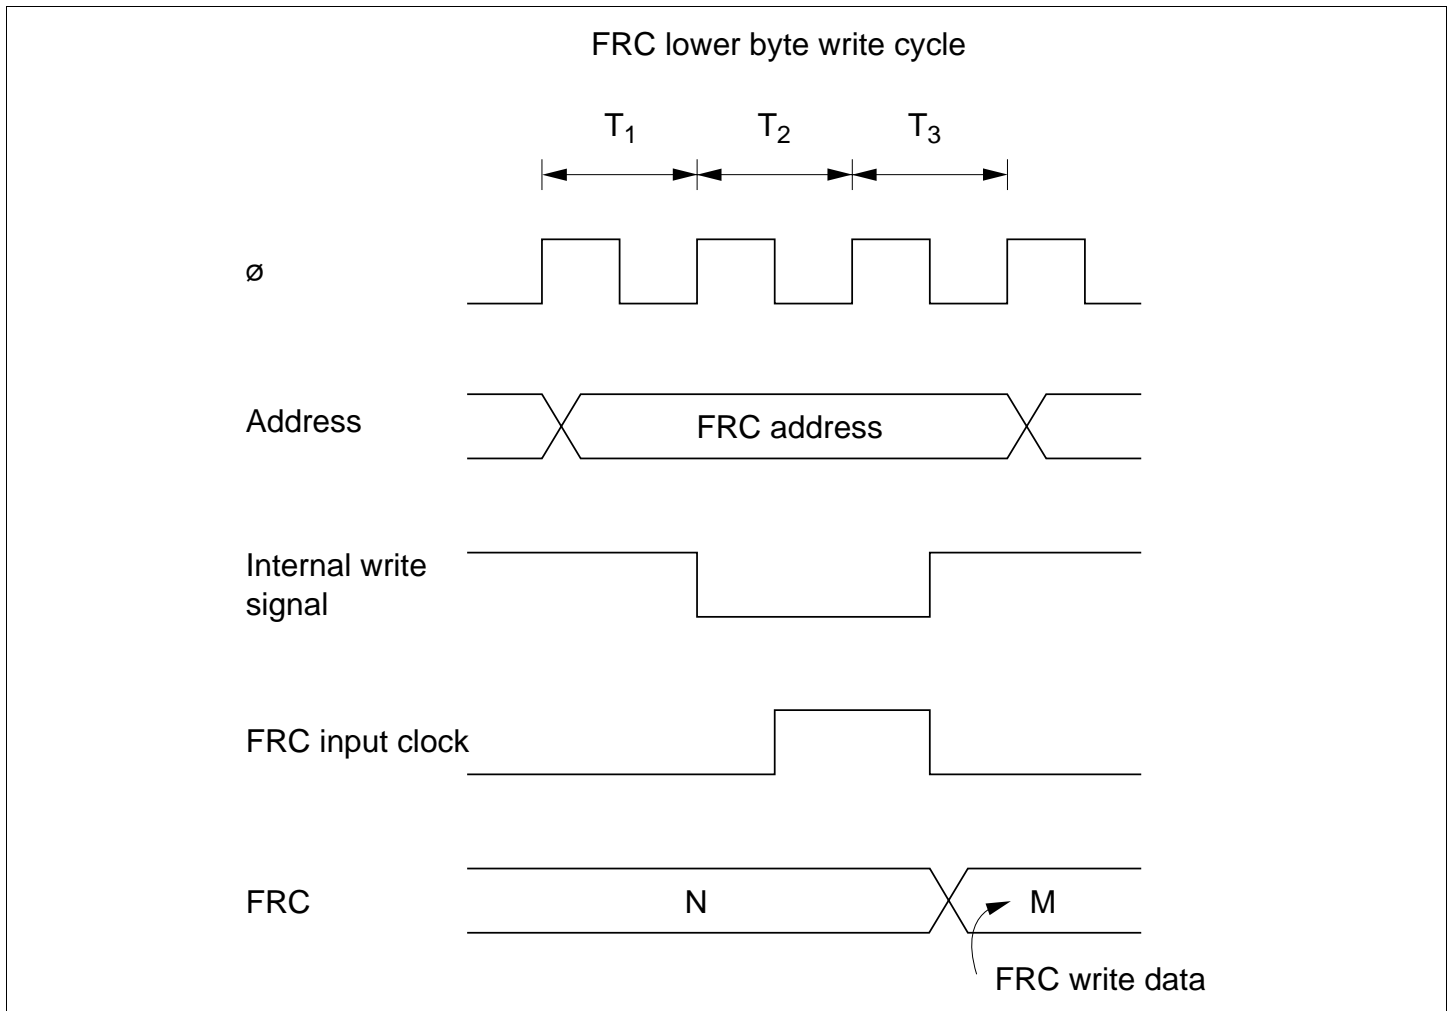 FRC lower byte write cycle
T₁ T₂ T₃
ø
Address
FRC address
Internal write
signal
FRC input clock
FRC
N
M
FRC write data